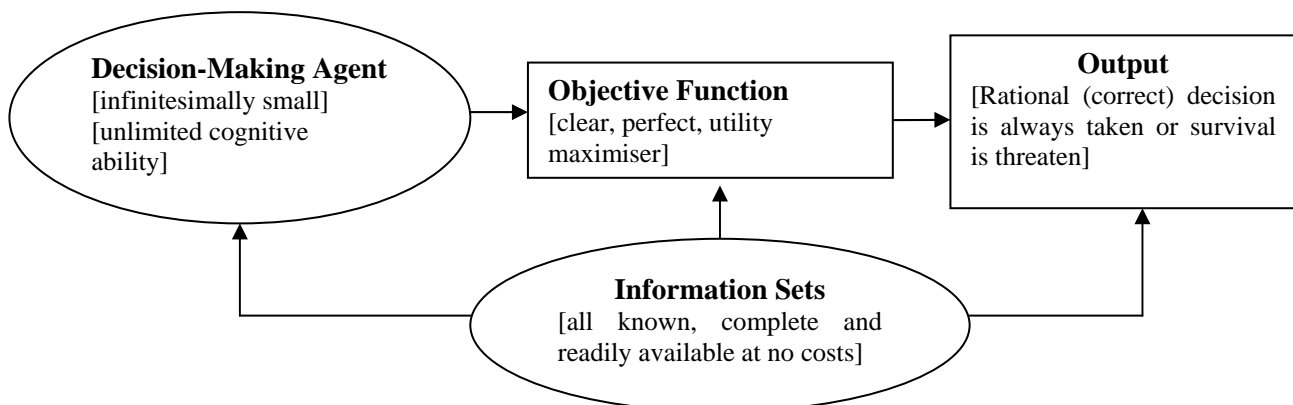 Decision-Making Agent
[infinitesimally small]
[unlimited cognitive
ability]
Objective Function
[clear, perfect, utility
maximiser]
Output
[Rational (correct) decision
is always taken or survival
is threaten]
Information Sets
[all known, complete and
readily available at no costs]